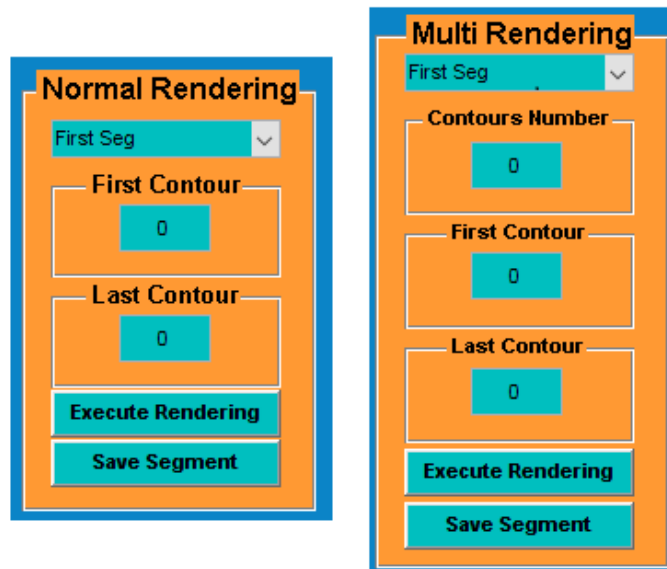 Normal Rendering
First Seg
First Contour
0
Last Contour
0
Execute Rendering
Save Segment
Multi Rendering
First Seg
Contours Number
0
First Contour
0
Last Contour
0
Execute Rendering
Save Segment